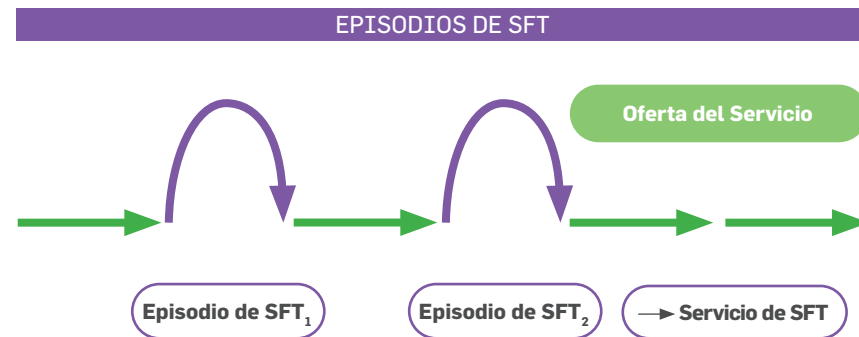 EPISODIOS DE SFT
Oferta del Servicio
Episodio de SFT1
Episodio de SFT2
Servicio de SFT